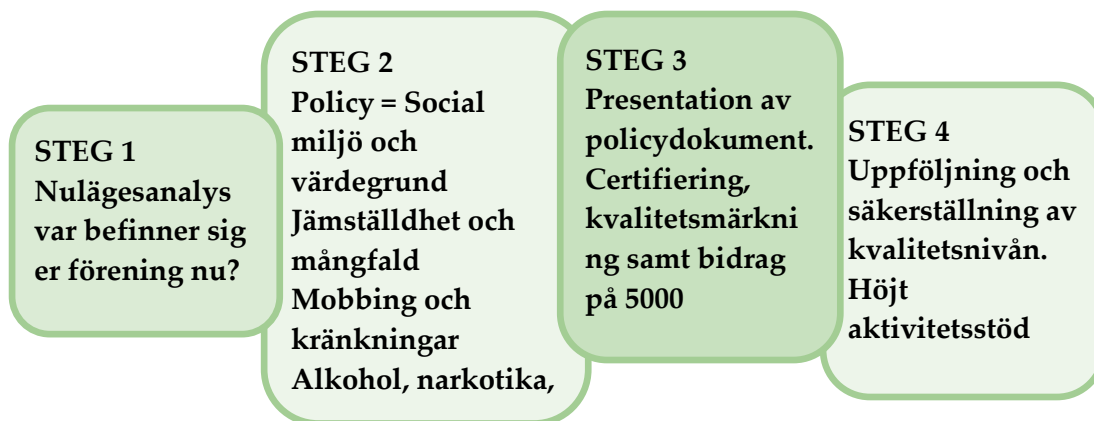 STEG 1
Nulägesanalys
var befinner sig
er förening nu?
STEG 2
Policy = Social
miljö och
värdegrund
Jämställdhet och
mångfald
Mobbing och
kränkningar
Alkohol, narkotika,
STEG 3
Presentation av
policydokument.
Certifiering,
kvalitetsmärkni
ng samt bidrag
på 5000
STEG 4
Uppföljning och
säkerställning av
kvalitetsnivån.
Höjt
aktivitetsstöd